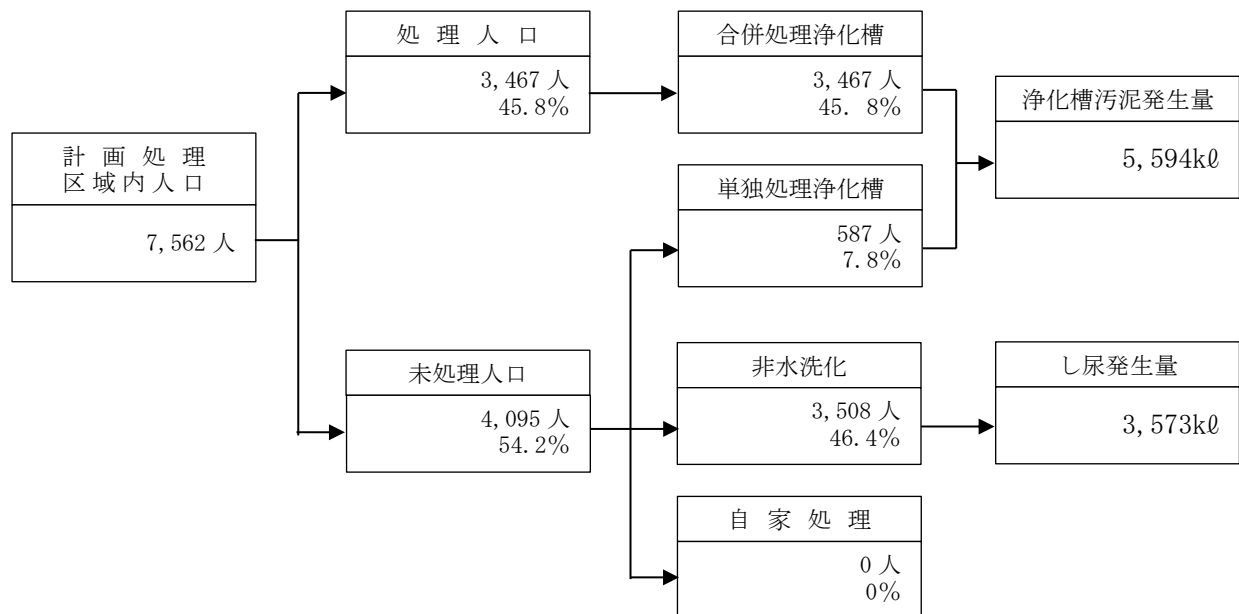 計画処理
区域内人口
7,562 人
処理人口
3,467 人
45.8%
合併処理浄化槽
3,467 人
45. 8%
浄化槽汚泥発生量
5,594kℓ
単独処理浄化槽
587 人
7.8%
未処理人口
4,095 人
54.2%
非水洗化
3,508 人
46.4%
し尿発生量
3,573kℓ
自家処理
0 人
0%